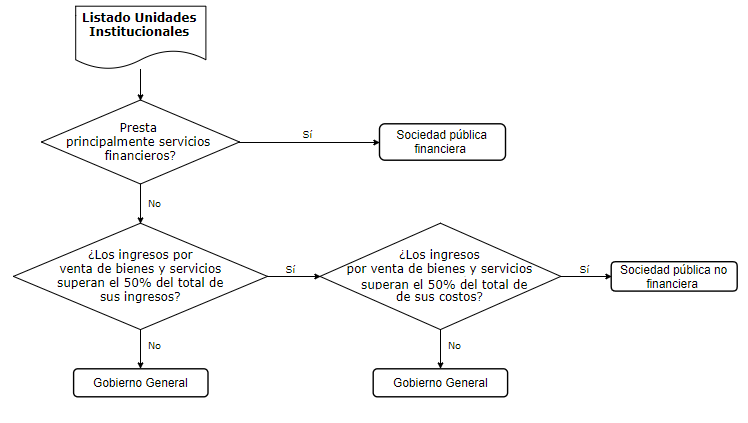 Listado Unidades
Institucionales
Presta
principalmente servicios
financieros?
Sí
Sociedad pública
financiera
No
¿Los ingresos por
venta de bienes y servicios
superan el 50% del total de
sus ingresos?
Sí
¿Los ingresos
por venta de bienes y servicios
superan el 50% del total de
de sus costos?
Sí
Sociedad pública no
financiera
No
No
Gobierno General
Gobierno General